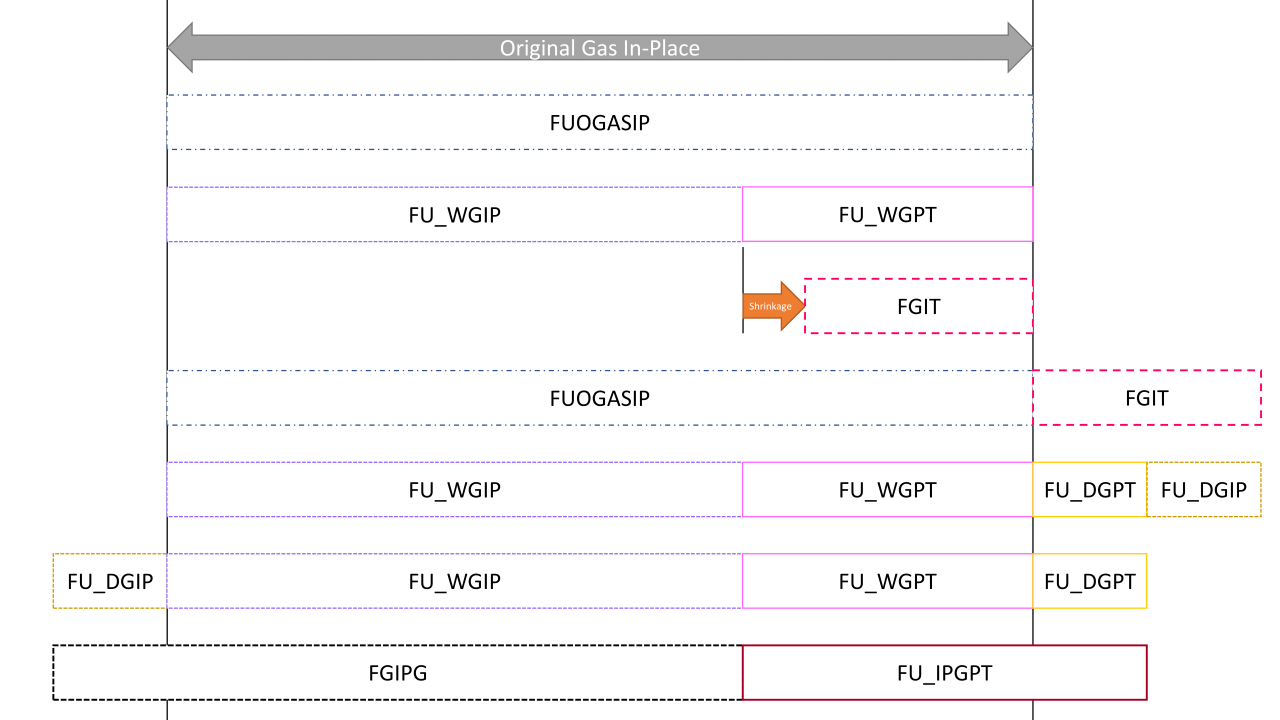 Original Gas In-Place
FUOGASIP
FU_WGIP FU_WGPT
Shrinkage FGIT
FUOGASIP FGIT
FU_WGIP FU_WGPT FU_DGPT FU_DGIP
FU_DGIP FU_WGIP FU_WGPT FU_DGPT
FGIPG FU_IPGPT